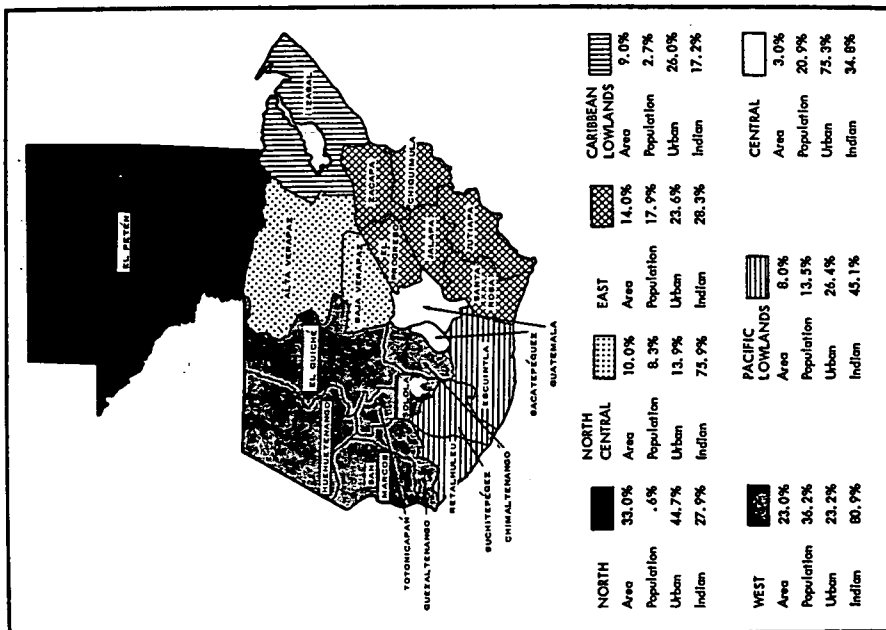 EL PETÉN
ALTA VERAPAZ
BAJA VERAPAZ
IZABAL
ZACAPA
CHIQUIMULA
EL PROGRESO
JALAPA
JUTIAPA
SANTA ROSA
EL QUICHÉ
HUEHUETENANGO
SAN MARCOS
SOLOLÁ
ESCUINTLA
TOTONICAPÁN
QUEZALTENANGO
RETALHULEU
SUCHITEPÉQEZ
CHIMALTENANGO
SACATEPÉQUEZ
GUATEMALA
NORTH
Area 33.0%
Population .6%
Urban 44.7%
Indian 27.9%
NORTH CENTRAL
Area 10.0%
Population 8.3%
Urban 13.9%
Indian 75.9%
EAST
Area 14.0%
Population 17.9%
Urban 23.6%
Indian 28.3%
CARIBBEAN LOWLANDS
Area 9.0%
Population 2.7%
Urban 26.0%
Indian 17.2%
WEST
Area 23.0%
Population 36.2%
Urban 23.2%
Indian 80.9%
PACIFIC LOWLANDS
Area 8.0%
Population 13.5%
Urban 26.4%
Indian 45.1%
CENTRAL
Area 3.0%
Population 20.9%
Urban 75.3%
Indian 34.8%